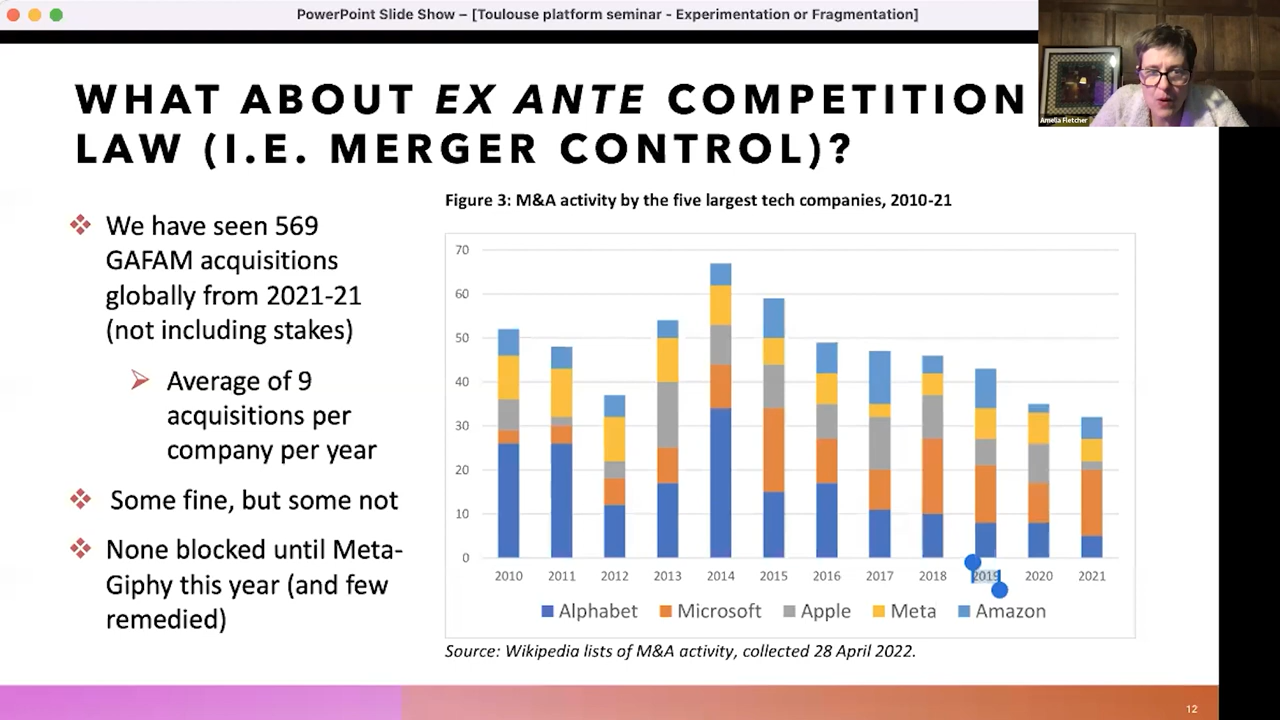 PowerPoint Slide Show – [Toulouse platform seminar - Experimentation or Fragmentation]
Amelia Fletcher
WHAT ABOUT EX ANTE COMPETITION
LAW (I.E. MERGER CONTROL)?
We have seen 569
GAFAM acquisitions
globally from 2021-21
(not including stakes)
Average of 9
acquisitions per
company per year
Some fine, but some not
None blocked until Meta-
Giphy this year (and few
remedied)
Figure 3: M&A activity by the five largest tech companies, 2010-21
70
60
50
40
30
20
10
0
2010 2011 2012 2013 2014 2015 2016 2017 2018 2019 2020 2021
Alphabet Microsoft Apple Meta Amazon
Source: Wikipedia lists of M&A activity, collected 28 April 2022.
12